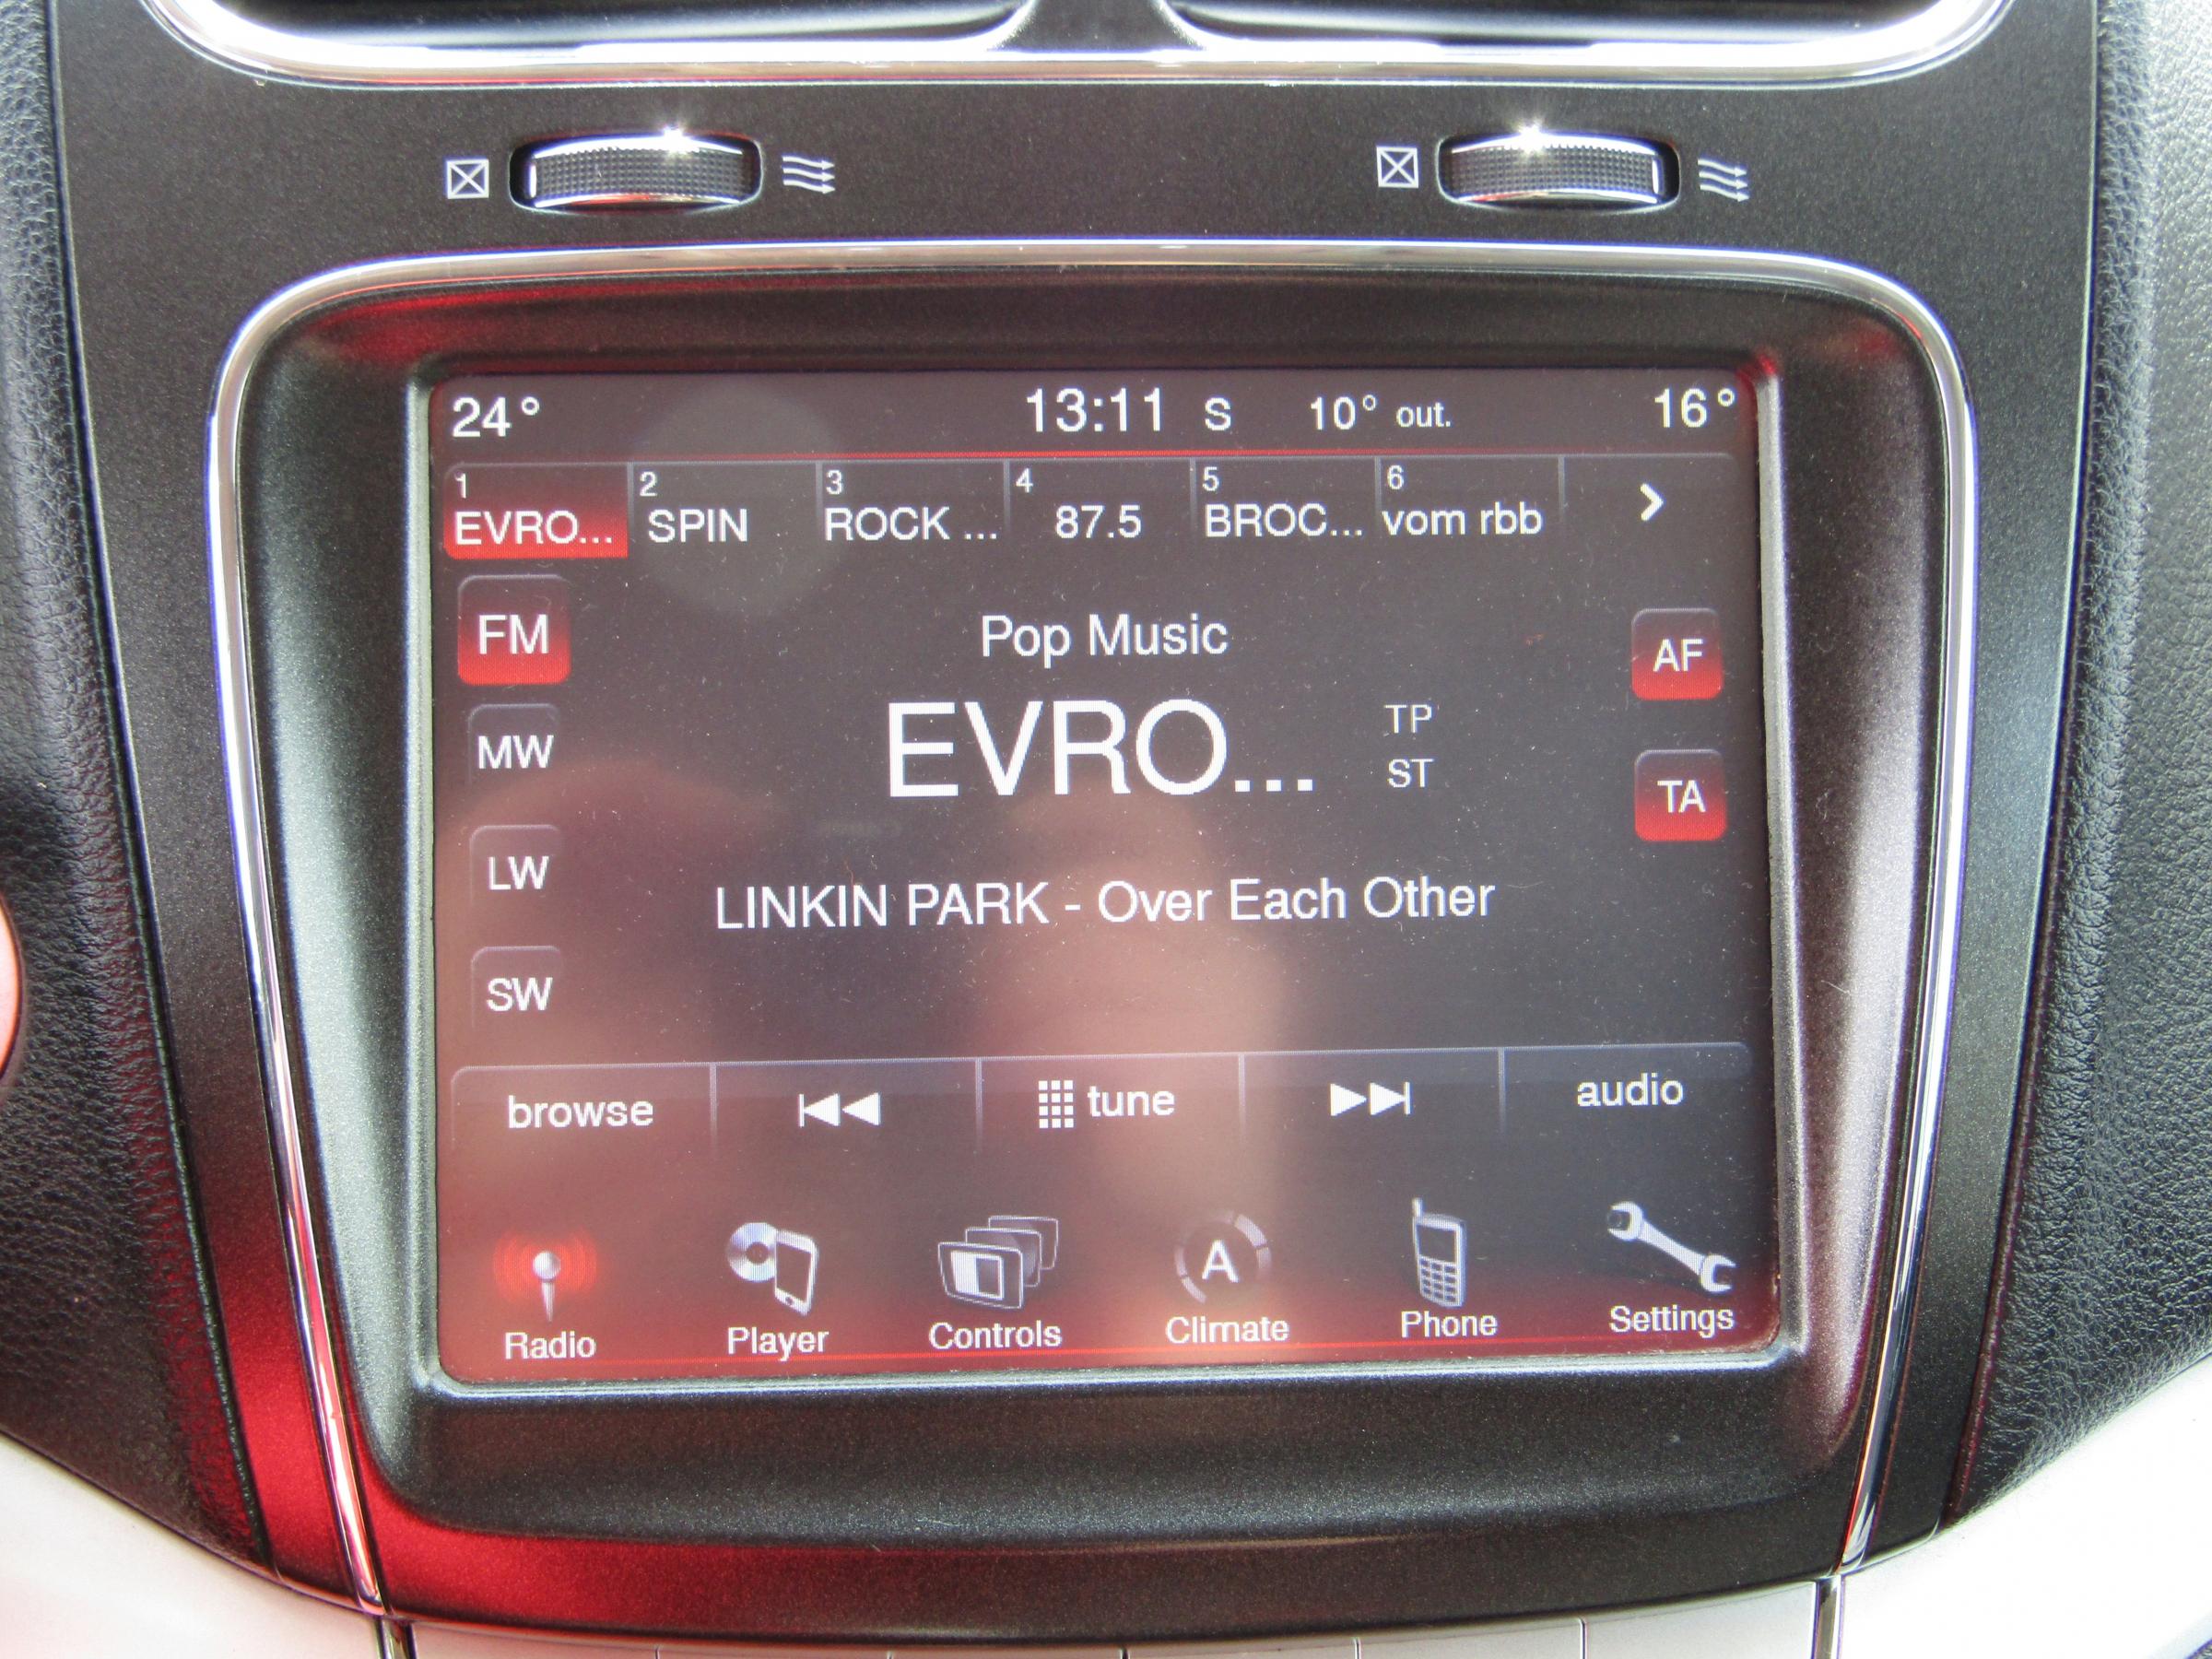 24° 13:11 S 10° out. 16°
1 2 3 4 5 6
EVRO... SPIN ROCK ... 87.5 BROC... vom rbb
FM
MW
LW
SW
Pop Music
EVRO...
TP
ST
AF
TA
LINKIN PARK - Over Each Other
browse tune audio
A
Radio Player Controls Climate Phone Settings